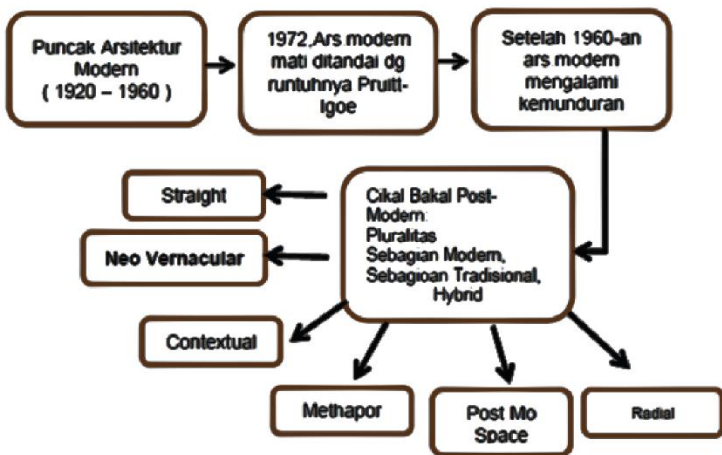 Puncak Arsitektur
Modern
( 1920 – 1960 )
1972,Ars modern
mati ditandai dg
runtuhnya Pruitt-
Igoe
Setelah 1960-an
ars modern
mengalami
kemunduran
Cikal Bakal Post-
Modern:
Pluralitas
Sebagian Modern,
Sebagioan Tradisional,
Hybrid
Straight
Neo Vernacular
Contextual
Methapor
Post Mo
Space
Radial